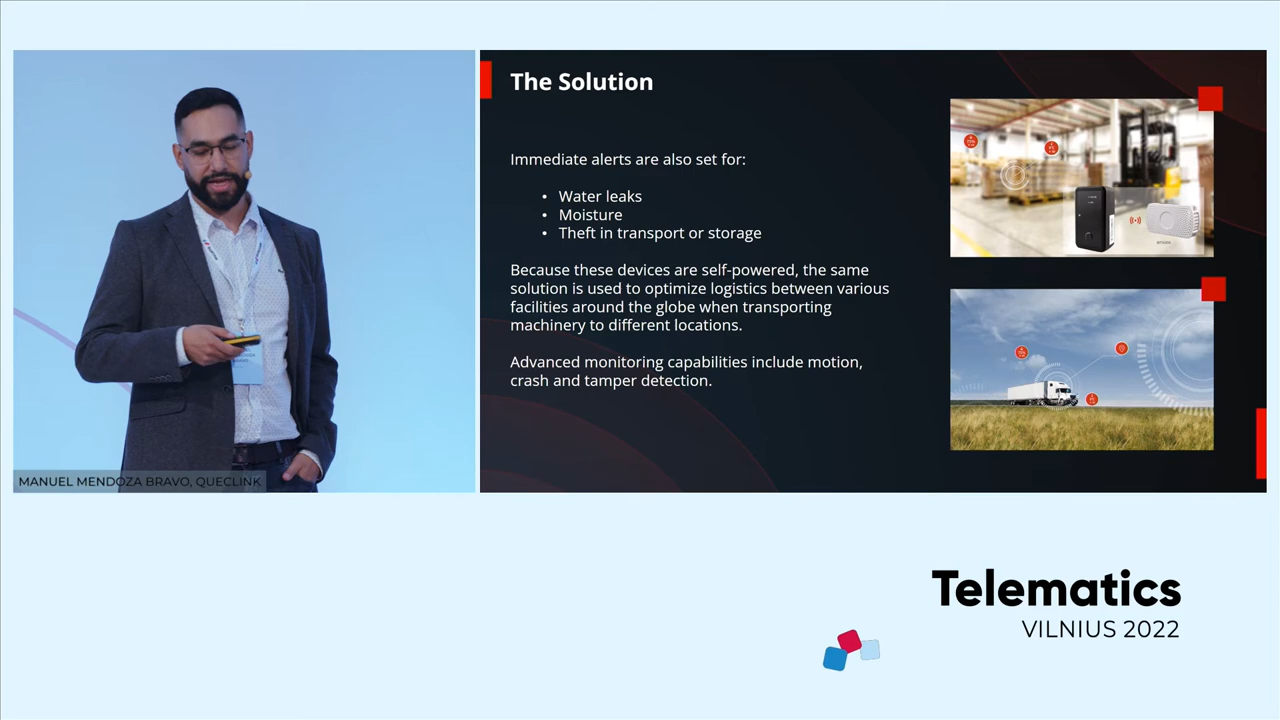 The Solution
Immediate alerts are also set for:
• Water leaks
• Moisture
• Theft in transport or storage
Because these devices are self-powered, the same
solution is used to optimize logistics between various
facilities around the globe when transporting
machinery to different locations.
Advanced monitoring capabilities include motion,
crash and tamper detection.
MANUEL MENDOZA BRAVO, QUECLINK
Telematics
VILNIUS 2022